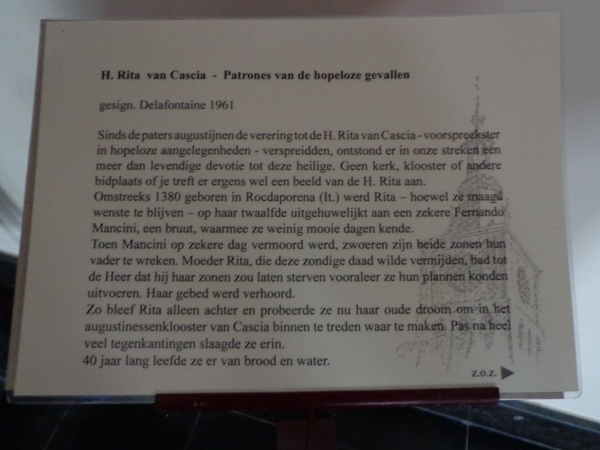 H. Rita van Cascia - Patrones van de hopeloze gevallen
gesign. Delafontaine 1961
Sinds de paters augustijnen de verering tot de H. Rita van Cascia - voorspreekster
in hopeloze aangelegenheden - verspreidden, ontstond er in onze streken een
meer dan levendige devotie tot deze heilige. Geen kerk, klooster of andere
bidplaats of je treft er ergens wel een beeld van de H. Rita aan.
Omstreeks 1380 geboren in Rocdaporena (It.) werd Rita – hoewel ze maagd
wenste te blijven – op haar twaalfde uitgehuwelijkt aan een zekere Fernando
Mancini, een bruut, waarmee ze weinig mooie dagen kende.
Toen Mancini op zekere dag vermoord werd, zwoeren zijn beide zonen hun
vader te wreken. Moeder Rita, die deze zondige daad wilde vermijden, bad tot
de Heer dat hij haar zonen zou laten sterven vooraleer ze hun plannen konden
uitvoeren. Haar gebed werd verhoord.
Zo bleef Rita alleen achter en probeerde ze nu haar oude droom om in het
augustinessenklooster van Cascia binnen te treden waar te maken. Pas na heel
veel tegenkantingen slaagde ze erin.
40 jaar lang leefde ze er van brood en water.
z.o.z.